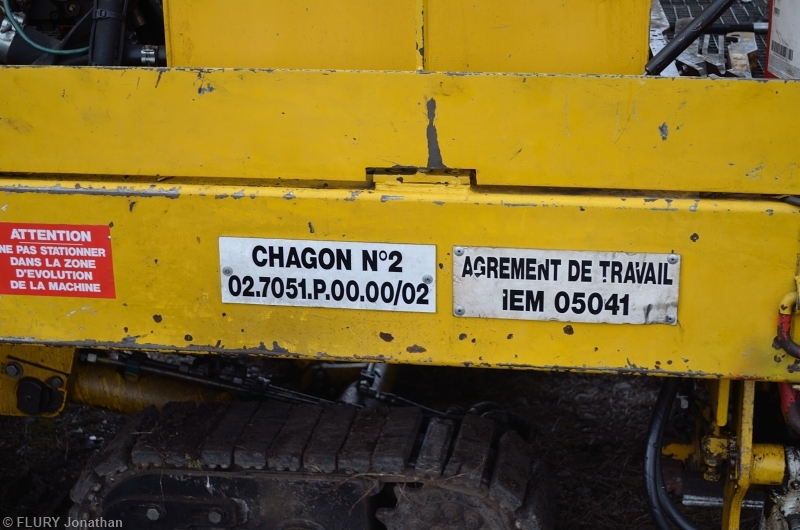 ATTENTION
NE PAS STATIONNER
DANS LA ZONE
D'EVOLUTION
DE LA MACHINE
CHAGON N°2
02.7051.P.00.00/02
AGREMENT DE TRAVAIL
IEM 05041
© FLURY Jonathan